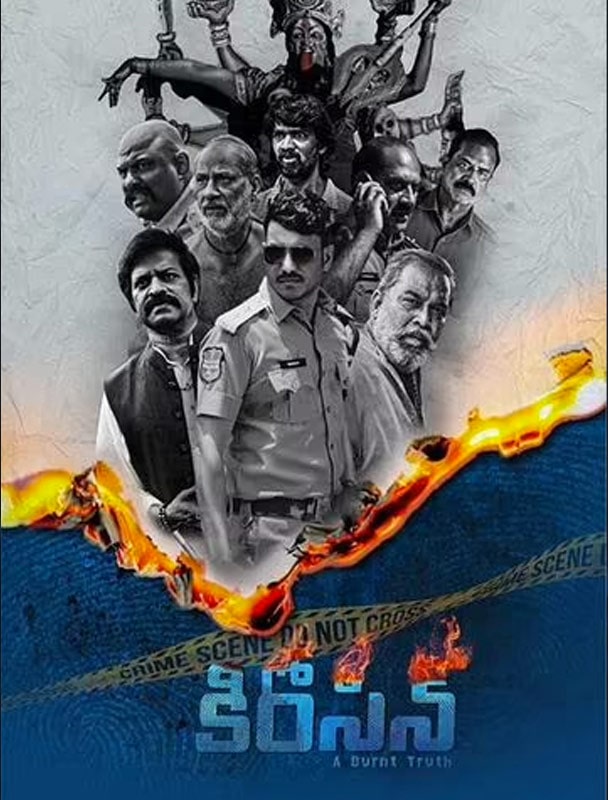 CRIME SCENE DO NOT CROSS
CRIME SCENE
కిరోసిన్
A Burnt Truth